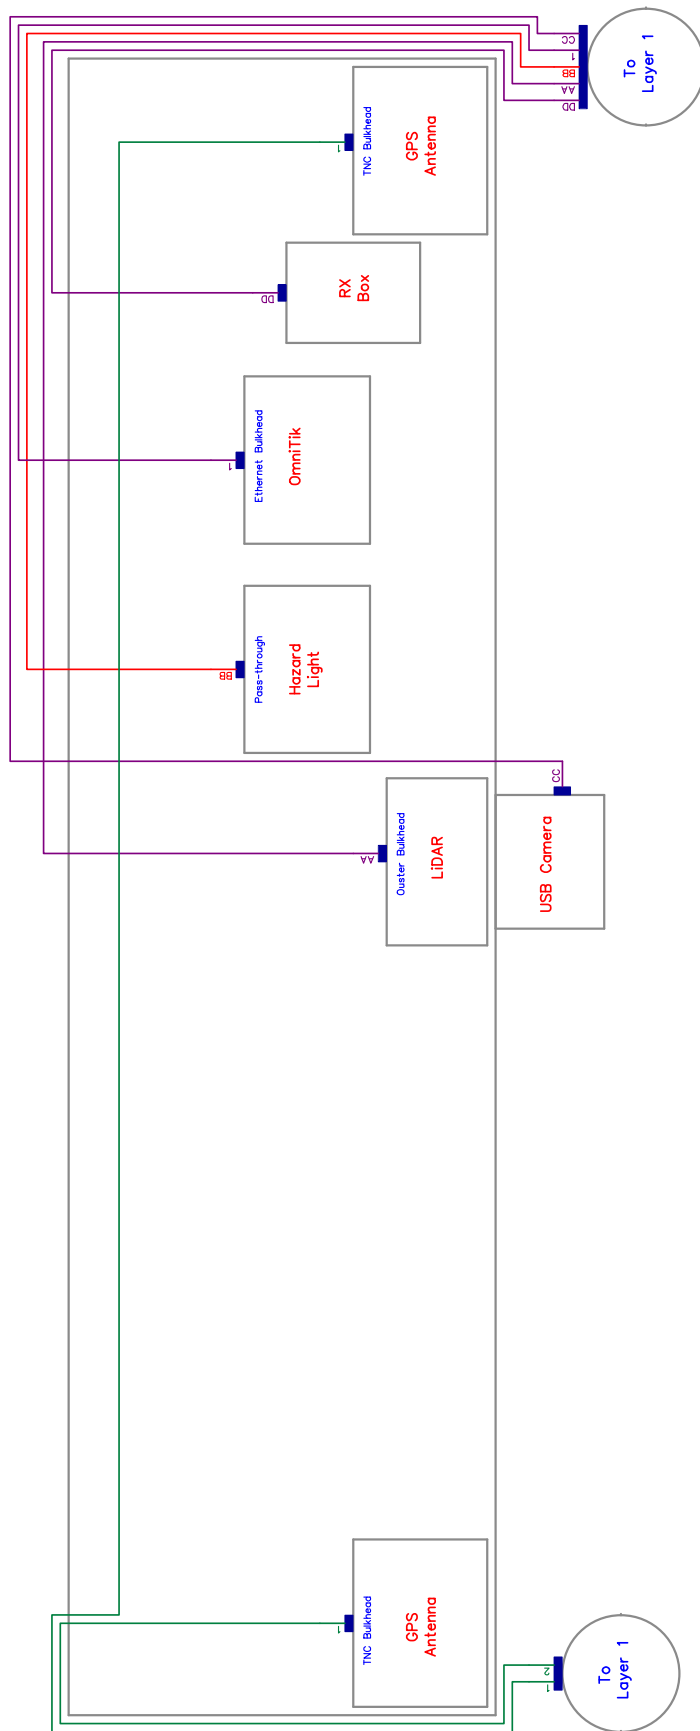 To
Layer 1
CC
1
BB
AA
DD
TNC Bulkhead
1
GPS
Antenna
DD
RX
Box
Ethernet Bulkhead
1
OmniTik
Pass-through
BB
Hazard
Light
CC
Ouster Bulkhead
AA
LiDAR
USB Camera
TNC Bulkhead
1
GPS
Antenna
2
1
To
Layer 1